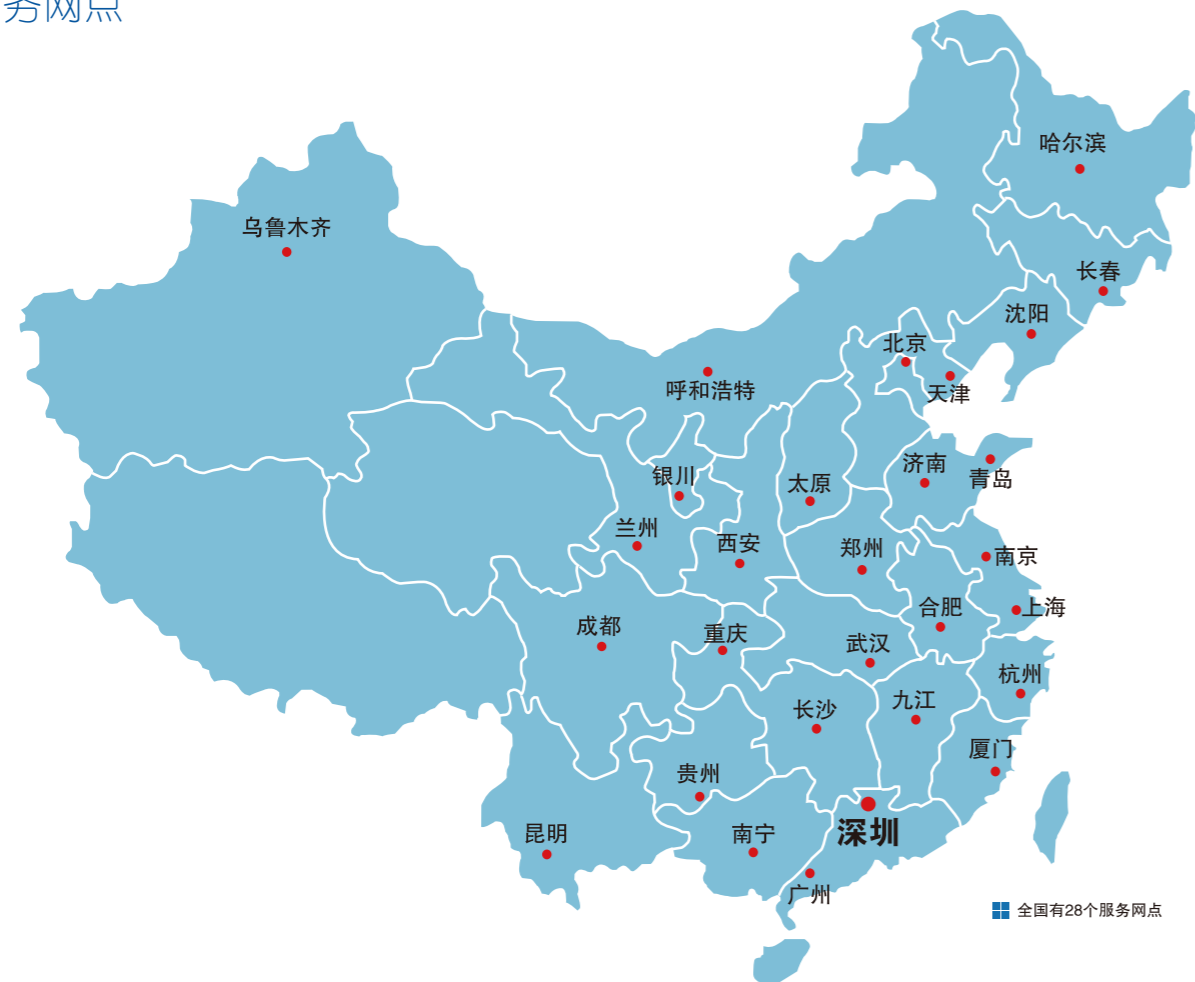 务网点
哈尔滨
乌鲁木齐
长春
沈阳
北京
呼和浩特
天津
济南
银川
青岛
太原
兰州
西安
郑州
南京
合肥
上海
成都
重庆
武汉
杭州
九江
长沙
厦门
贵州
深圳
昆明
南宁
广州
全国有28个服务网点